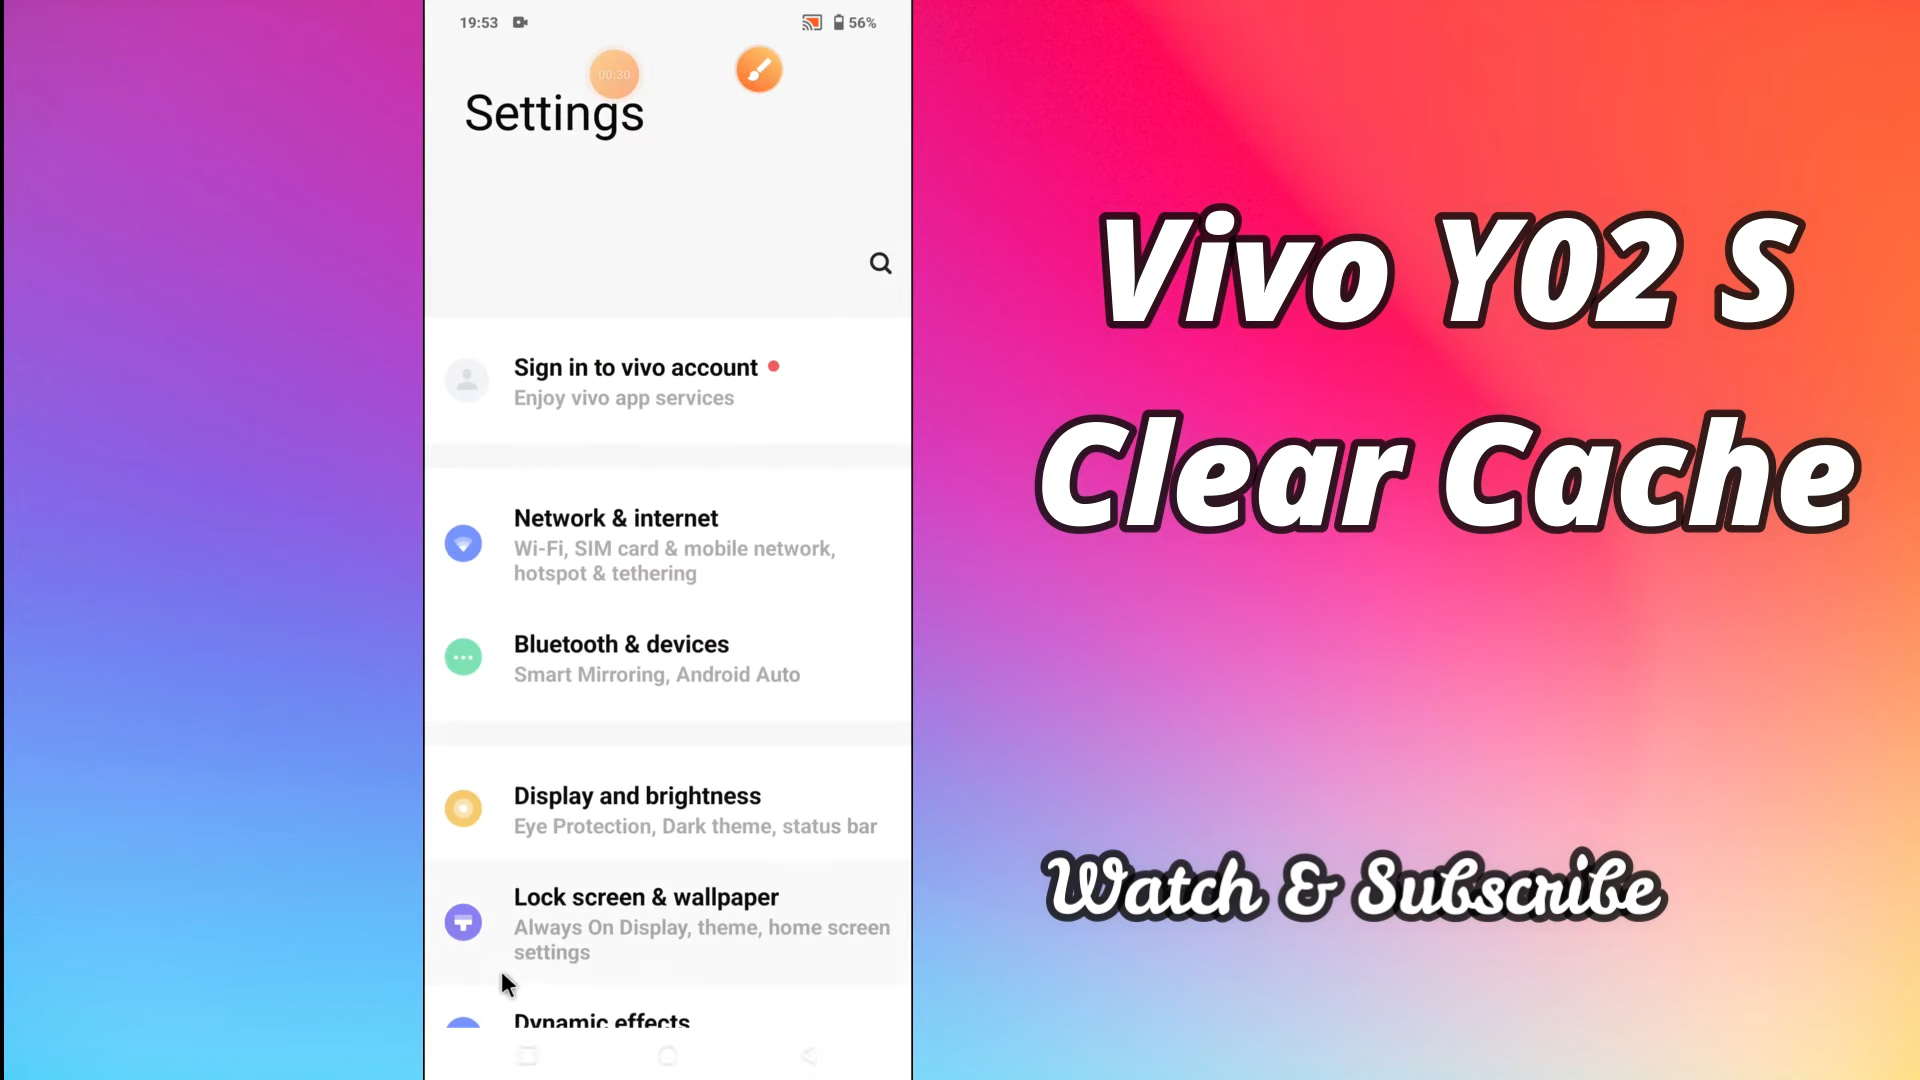 19:53
56%
00:30
Settings
Sign in to vivo account
Enjoy vivo app services
Network & internet
Wi-Fi, SIM card & mobile network,
hotspot & tethering
Bluetooth & devices
Smart Mirroring, Android Auto
Display and brightness
Eye Protection, Dark theme, status bar
Lock screen & wallpaper
Always On Display, theme, home screen
settings
Dynamic effects
Vivo Y02 S
Clear Cache
Watch & Subscribe